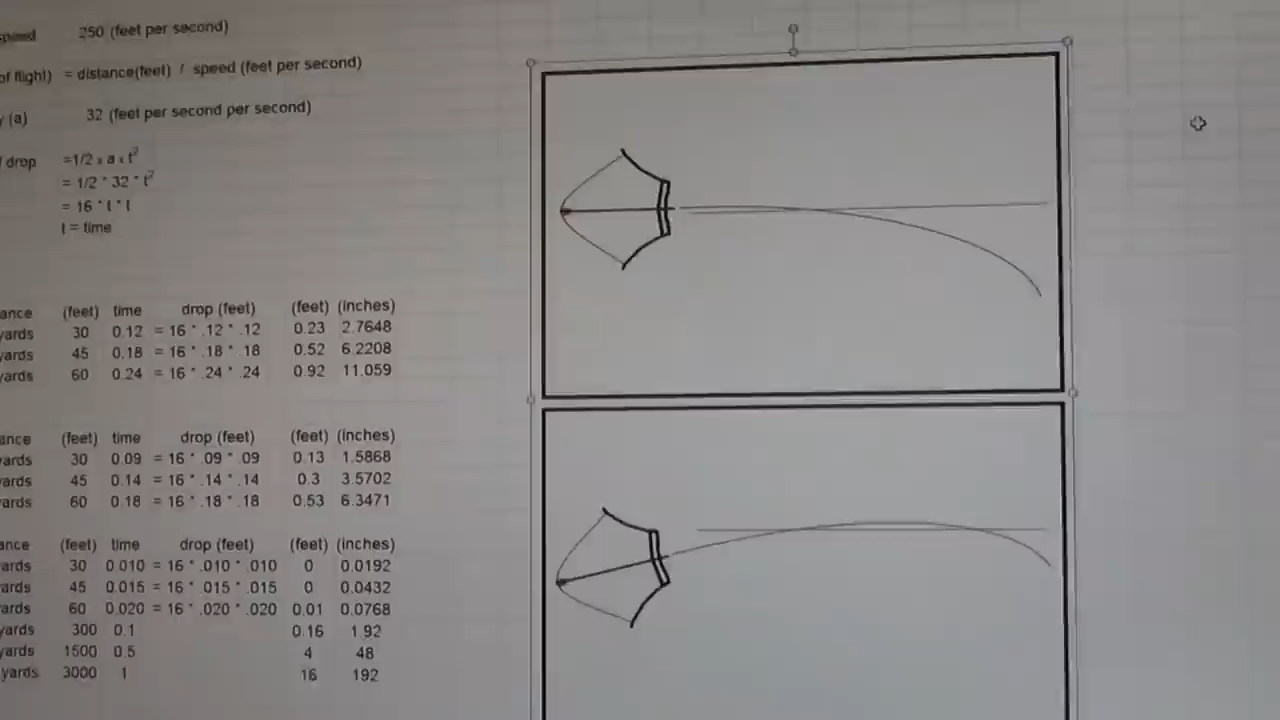 speed 250 (feet per second)
of flight) = distance(feet) / speed (feet per second)
(a) 32 (feet per second per second)
drop =1/2 x a x t²
= 1/2 * 32 * t²
= 16 * t * t
t = time
ance (feet) time drop (feet) (feet) (inches)
yards 30 0.12 = 16 * .12 * .12 0.23 2.7648
yards 45 0.18 = 16 * .18 * .18 0.52 6.2208
yards 60 0.24 = 16 * .24 * .24 0.92 11.059
ance (feet) time drop (feet) (feet) (inches)
yards 30 0.09 = 16 * .09 * .09 0.13 1.5868
yards 45 0.14 = 16 * .14 * .14 0.3 3.5702
yards 60 0.18 = 16 * .18 * .18 0.53 6.3471
ance (feet) time drop (feet) (feet) (inches)
yards 30 0.010 = 16 * .010 * .010 0 0.0192
yards 45 0.015 = 16 * .015 * .015 0 0.0432
yards 60 0.020 = 16 * .020 * .020 0.01 0.0768
yards 300 0.1 0.16 1.92
yards 1500 0.5 4 48
yards 3000 1 16 192